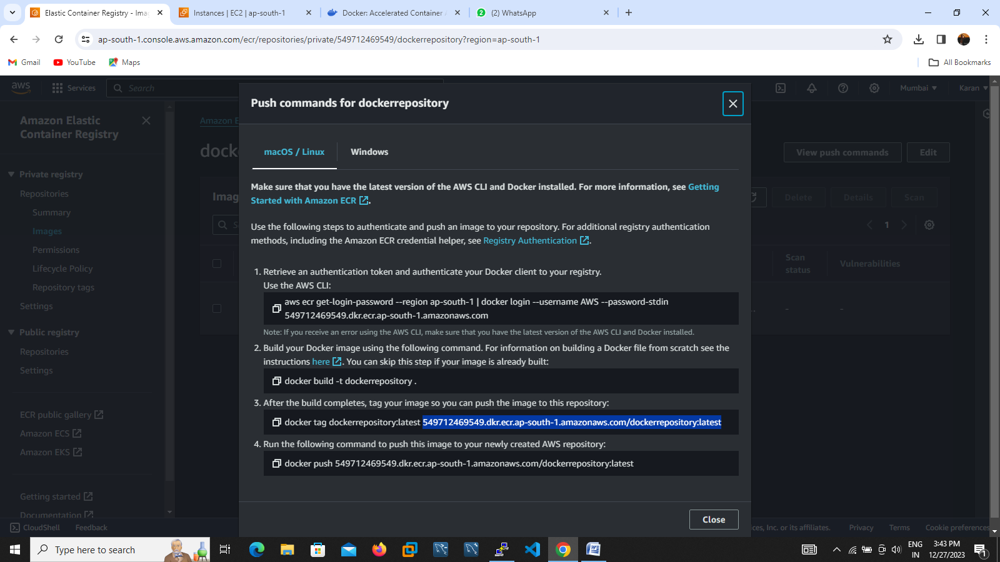 Elastic Container Registry - Ima
Instances | EC2 | ap-south-1
Docker: Accelerated Container
(2) WhatsApp
ap-south-1.console.aws.amazon.com/ecr/repositories/private/549712469549/dockerrepository?region=ap-south-1
Gmail
YouTube
Maps
All Bookmarks
aws
Services
Search
Mumbai
Karan
Push commands for dockerrepository
Amazon Elastic
Container Registry
Amazon E
dock
View push commands
Edit
macOS / Linux
Windows
Private registry
Repositories
Summary
Images
Permissions
Lifecycle Policy
Repository tags
Settings
Public registry
Repositories
Settings
ECR public gallery
Amazon ECS
Amazon EKS
Getting started
Documentation
Imag
Delete
Details
Scan
1
Scan
status
Vulnerabilities
-
-
Make sure that you have the latest version of the AWS CLI and Docker installed. For more information, see Getting
Started with Amazon ECR.
Use the following steps to authenticate and push an image to your repository. For additional registry authentication
methods, including the Amazon ECR credential helper, see Registry Authentication.
1. Retrieve an authentication token and authenticate your Docker client to your registry.
Use the AWS CLI:
aws ecr get-login-password --region ap-south-1 | docker login --username AWS --password-stdin
549712469549.dkr.ecr.ap-south-1.amazonaws.com
Note: If you receive an error using the AWS CLI, make sure that you have the latest version of the AWS CLI and Docker installed.
2. Build your Docker image using the following command. For information on building a Docker file from scratch see the
instructions here. You can skip this step if your image is already built:
docker build -t dockerrepository .
3. After the build completes, tag your image so you can push the image to this repository:
docker tag dockerrepository:latest 549712469549.dkr.ecr.ap-south-1.amazonaws.com/dockerrepository:latest
4. Run the following command to push this image to your newly created AWS repository:
docker push 549712469549.dkr.ecr.ap-south-1.amazonaws.com/dockerrepository:latest
Close
CloudShell
Feedback
ces, Inc. or its affiliates.
Privacy
Terms
Cookie preferences
Type here to search
ENG
IN
3:43 PM
12/27/2023
1